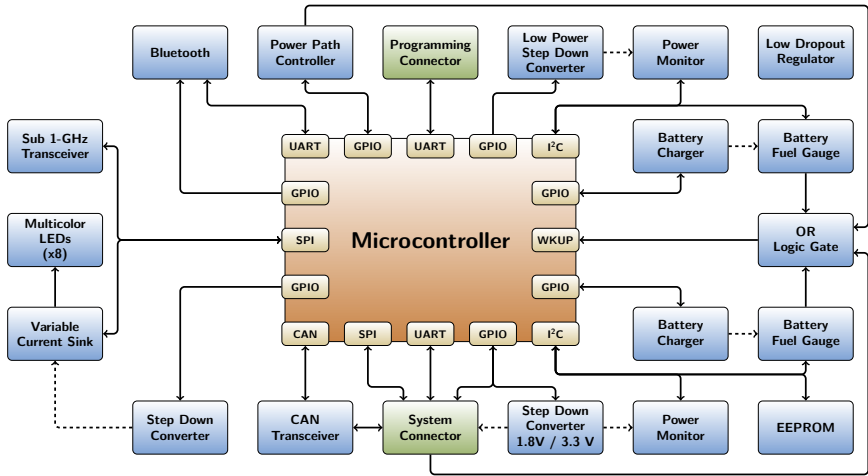 Bluetooth
Power Path
Controller
Programming
Connector
Low Power
Step Down
Converter
Power
Monitor
Low Dropout
Regulator
UART
GPIO
UART
GPIO
I²C
Sub 1-GHz
Transceiver
Battery
Charger
Battery
Fuel Gauge
GPIO
GPIO
Multicolor
LEDs
(x8)
SPI
Microcontroller
WKUP
OR
Logic Gate
GPIO
GPIO
Variable
Current Sink
CAN
SPI
UART
GPIO
I²C
Battery
Charger
Battery
Fuel Gauge
Step Down
Converter
CAN
Transceiver
System
Connector
Step Down
Converter
1.8V / 3.3 V
Power
Monitor
EEPROM